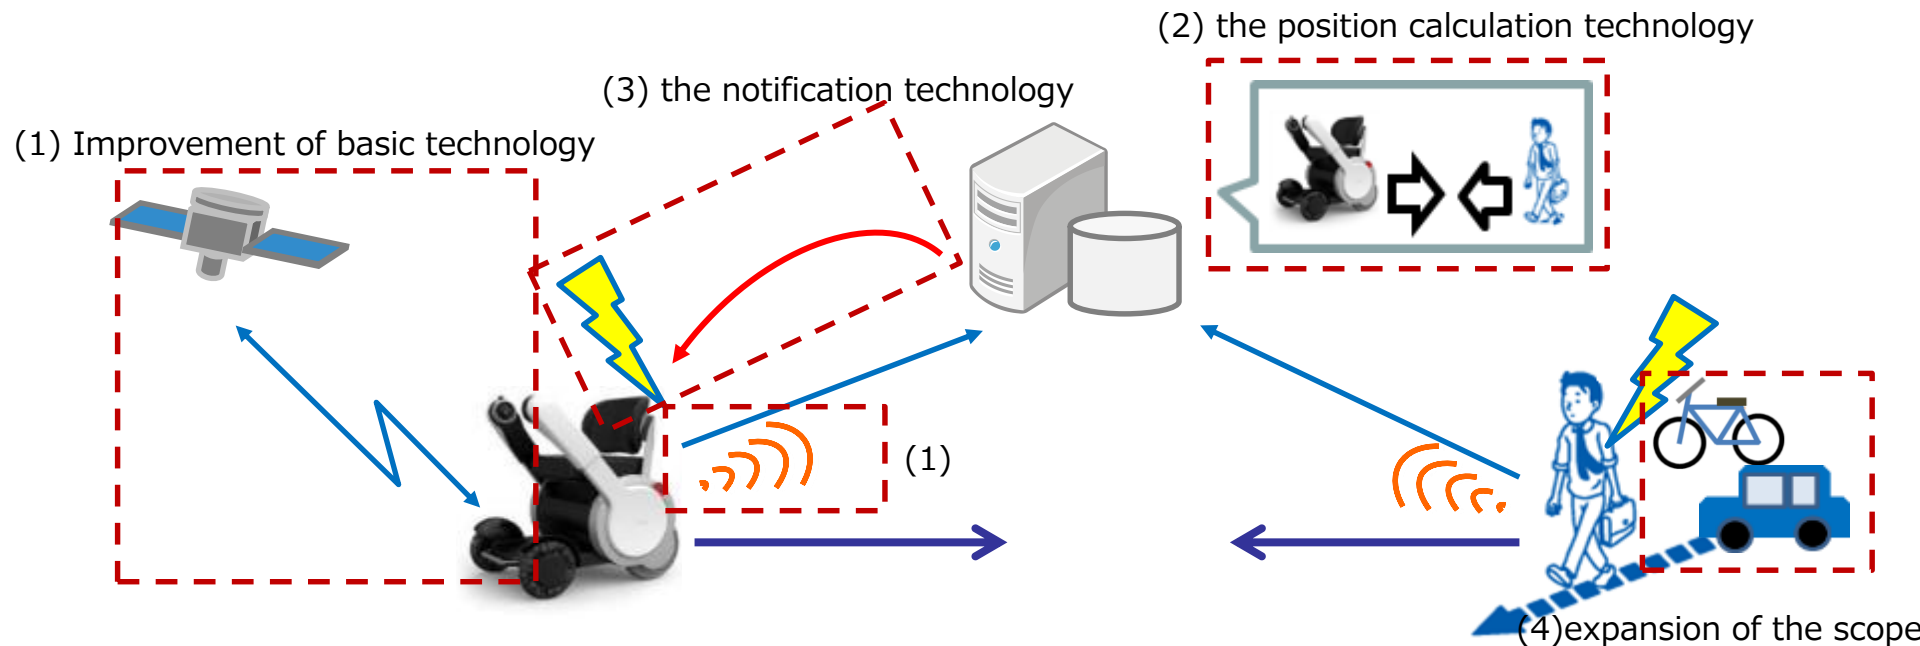 (2) the position calculation technology
(3) the notification technology
(1) Improvement of basic technology
(1)
(4)expansion of the scope